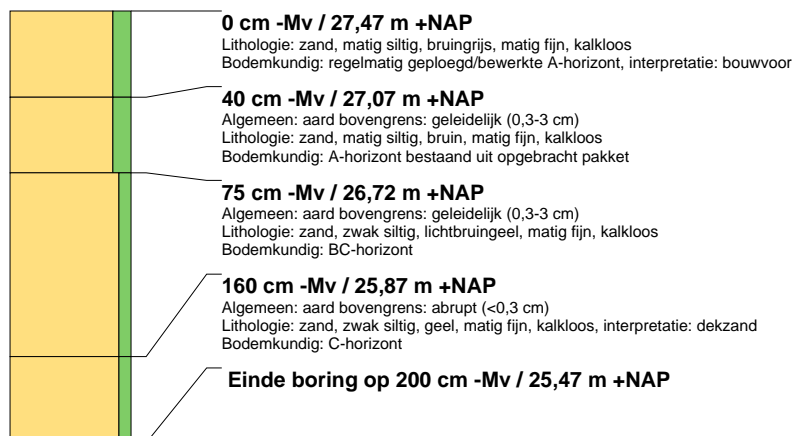 0 cm -Mv / 27,47 m +NAP
Lithologie: zand, matig siltig, bruingrijs, matig fijn, kalkloos
Bodemkundig: regelmatig geploegd/bewerkte A-horizont, interpretatie: bouwvoor
40 cm -Mv / 27,07 m +NAP
Algemeen: aard bovengrens: geleidelijk (0,3-3 cm)
Lithologie: zand, matig siltig, bruin, matig fijn, kalkloos
Bodemkundig: A-horizont bestaand uit opgebracht pakket
75 cm -Mv / 26,72 m +NAP
Algemeen: aard bovengrens: geleidelijk (0,3-3 cm)
Lithologie: zand, zwak siltig, lichtbruingeel, matig fijn, kalkloos
Bodemkundig: BC-horizont
160 cm -Mv / 25,87 m +NAP
Algemeen: aard bovengrens: abrupt (<0,3 cm)
Lithologie: zand, zwak siltig, geel, matig fijn, kalkloos, interpretatie: dekzand
Bodemkundig: C-horizont
Einde boring op 200 cm -Mv / 25,47 m +NAP